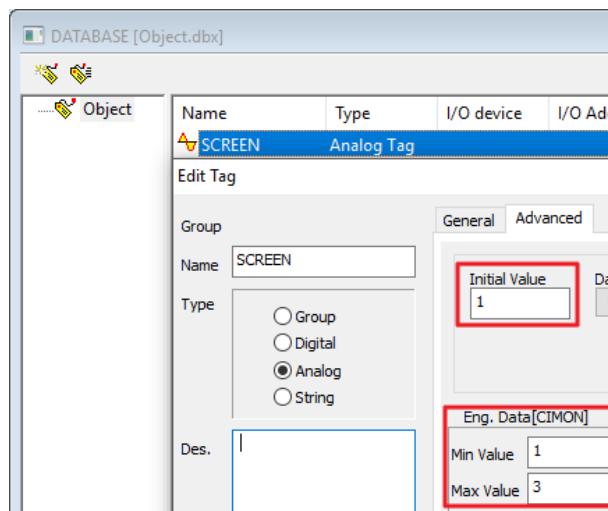 DATABASE [Object.dbx]
Object
Name Type I/O device I/O Ad
SCREEN Analog Tag
Edit Tag
Group
Name SCREEN
Type
Group
Digital
Analog
String
Des.
General Advanced
Initial Value Da
1
Eng. Data[CIMON]
Min Value 1
Max Value 3